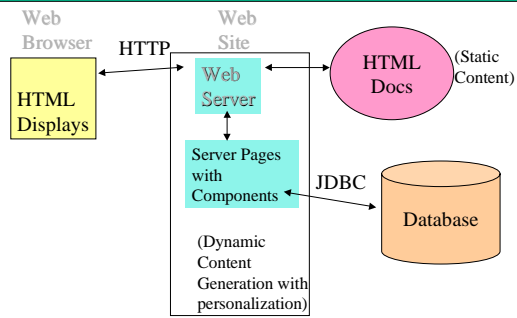 Web
Browser
Web
Site
HTTP
HTML
Displays
Web
Server
HTML
Docs
(Static
Content)
Server Pages
with
Components
JDBC
Database
(Dynamic
Content
Generation with
personalization)